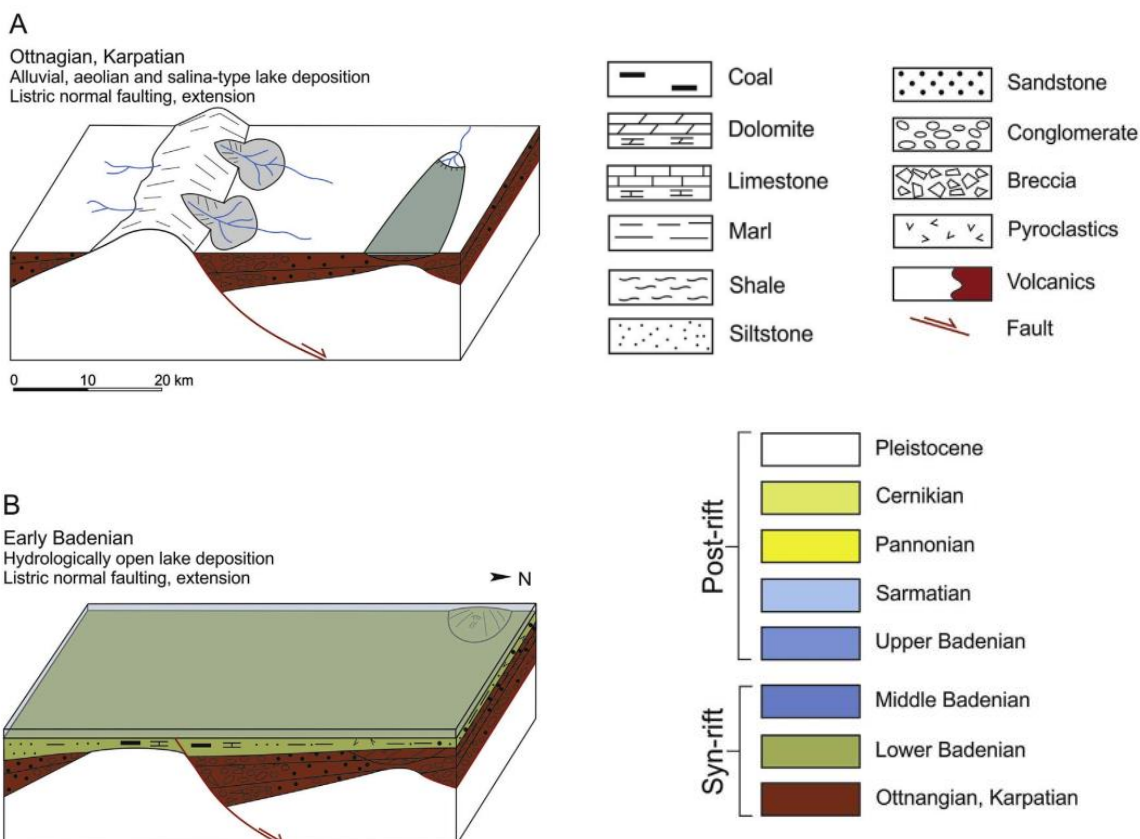 A
Ottnagian, Karpatian
Alluvial, aeolian and salina-type lake deposition
Listric normal faulting, extension
0 10 20 km
Coal
Dolomite
Limestone
Marl
Shale
Siltstone
Sandstone
Conglomerate
Breccia
Pyroclastics
Volcanics
Fault
B
Early Badenian
Hydrologically open lake deposition
Listric normal faulting, extension
N
Post-rift
Pleistocene
Cernikian
Pannonian
Sarmatian
Upper Badenian
Syn-rift
Middle Badenian
Lower Badenian
Ottnangian, Karpatian